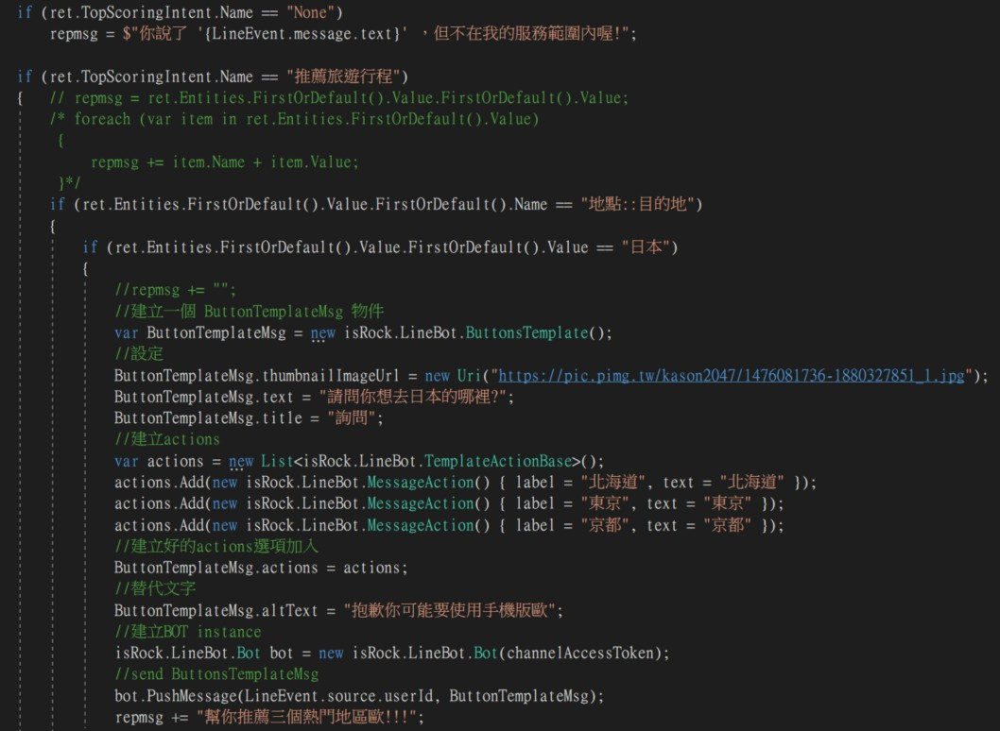 if (ret.TopScoringIntent.Name == "None")
    repmsg = $"你說了 '{LineEvent.message.text}' ，但不在我的服務範圍內喔!";

if (ret.TopScoringIntent.Name == "推薦旅遊行程")
{   // repmsg = ret.Entities.FirstOrDefault().Value.FirstOrDefault().Value;
    /* foreach (var item in ret.Entities.FirstOrDefault().Value)
     {
         repmsg += item.Name + item.Value;
     }*/
    if (ret.Entities.FirstOrDefault().Value.FirstOrDefault().Name == "地點::目的地")
    {
        if (ret.Entities.FirstOrDefault().Value.FirstOrDefault().Value == "日本")
        {
            //repmsg += "";
            //建立一個 ButtonTemplateMsg 物件
            var ButtonTemplateMsg = new isRock.LineBot.ButtonsTemplate();
            //設定
            ButtonTemplateMsg.thumbnailImageUrl = new Uri("https://pic.pimg.tw/kason2047/1476081736-1880327851_l.jpg");
            ButtonTemplateMsg.text = "請問你想去日本的哪裡?";
            ButtonTemplateMsg.title = "詢問";
            //建立actions
            var actions = new List<isRock.LineBot.TemplateActionBase>();
            actions.Add(new isRock.LineBot.MessageAction() { label = "北海道", text = "北海道" });
            actions.Add(new isRock.LineBot.MessageAction() { label = "東京", text = "東京" });
            actions.Add(new isRock.LineBot.MessageAction() { label = "京都", text = "京都" });
            //建立好的actions選項加入
            ButtonTemplateMsg.actions = actions;
            //替代文字
            ButtonTemplateMsg.altText = "抱歉你可能要使用手機版歐";
            //建立BOT instance
            isRock.LineBot.Bot bot = new isRock.LineBot.Bot(channelAccessToken);
            //send ButtonsTemplateMsg
            bot.PushMessage(LineEvent.source.userId, ButtonTemplateMsg);
            repmsg += "幫你推薦三個熱門地區歐!!!";